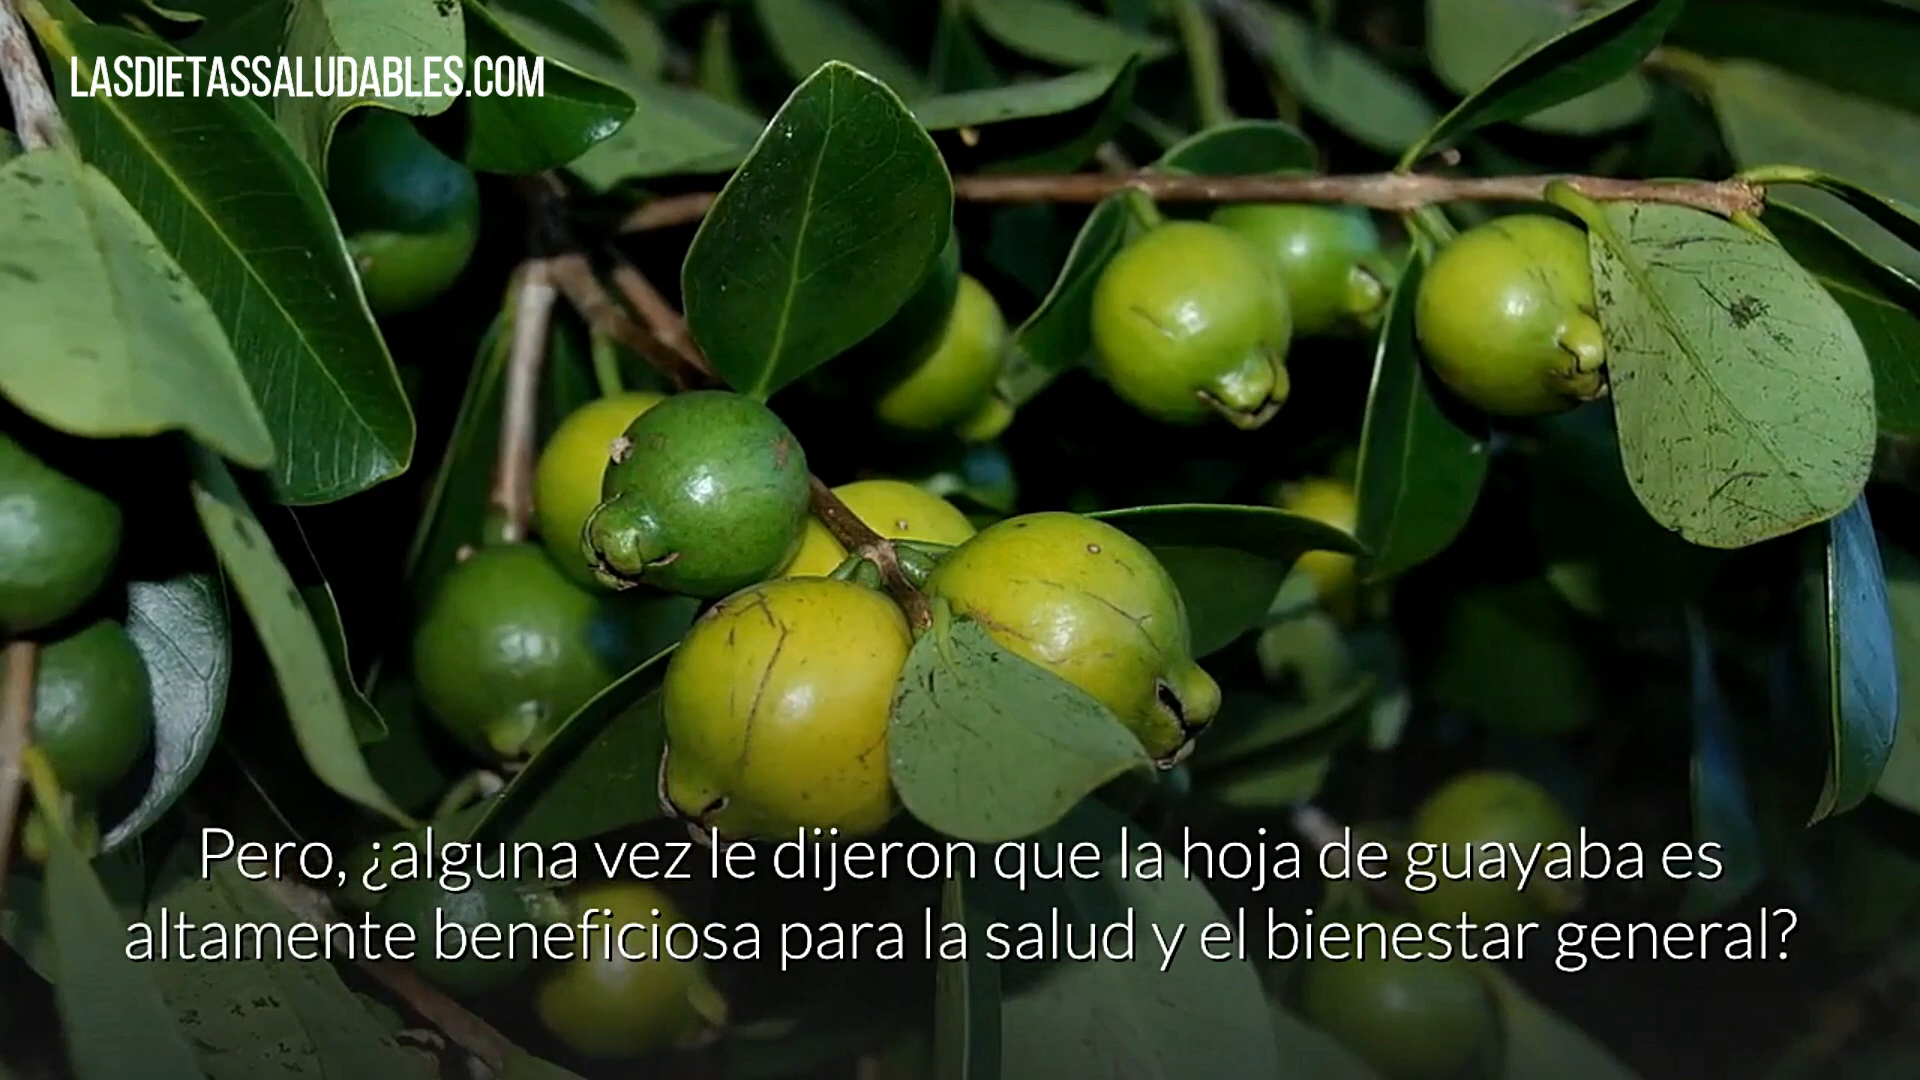 LASDIETASSALUDABLES.COM
Pero, ¿alguna vez le dijeron que la hoja de guayaba es
altamente beneficiosa para la salud y el bienestar general?